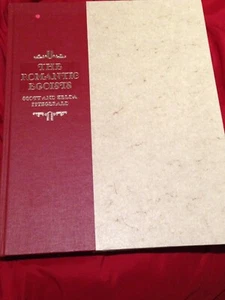 THE
ROMANTIC
EGOISTS
SCOTT AND ZELDA
FITZGERALD